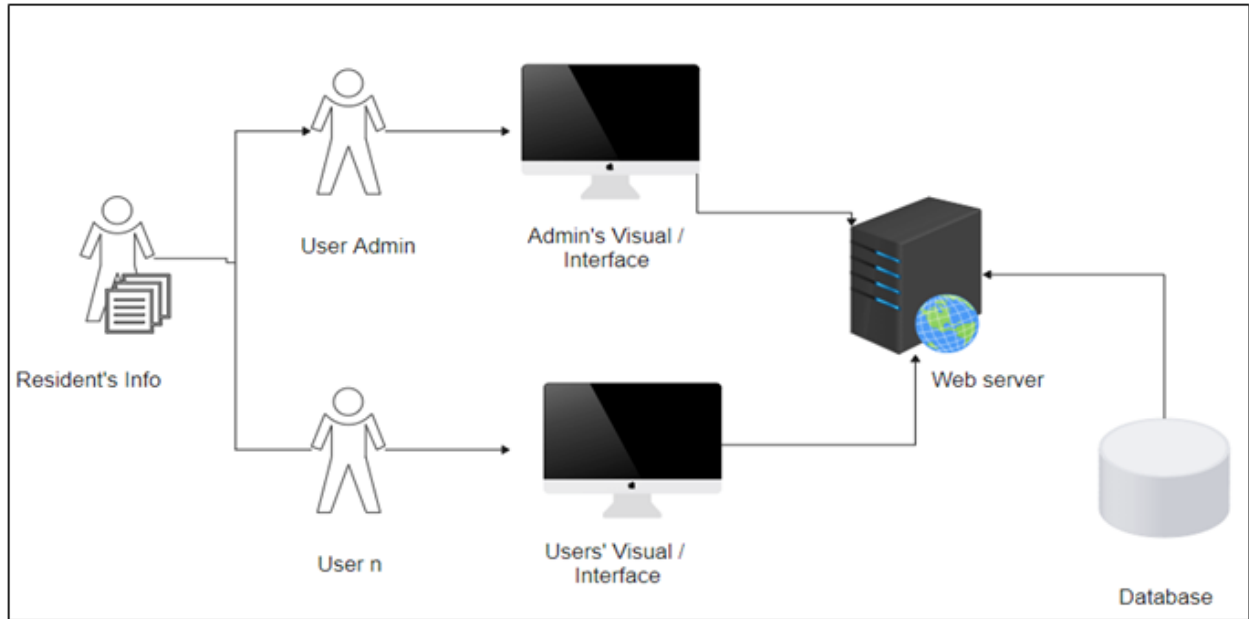 User Admin
Admin's Visual /
Interface
Resident's Info
Web server
User n
Users' Visual /
Interface
Database